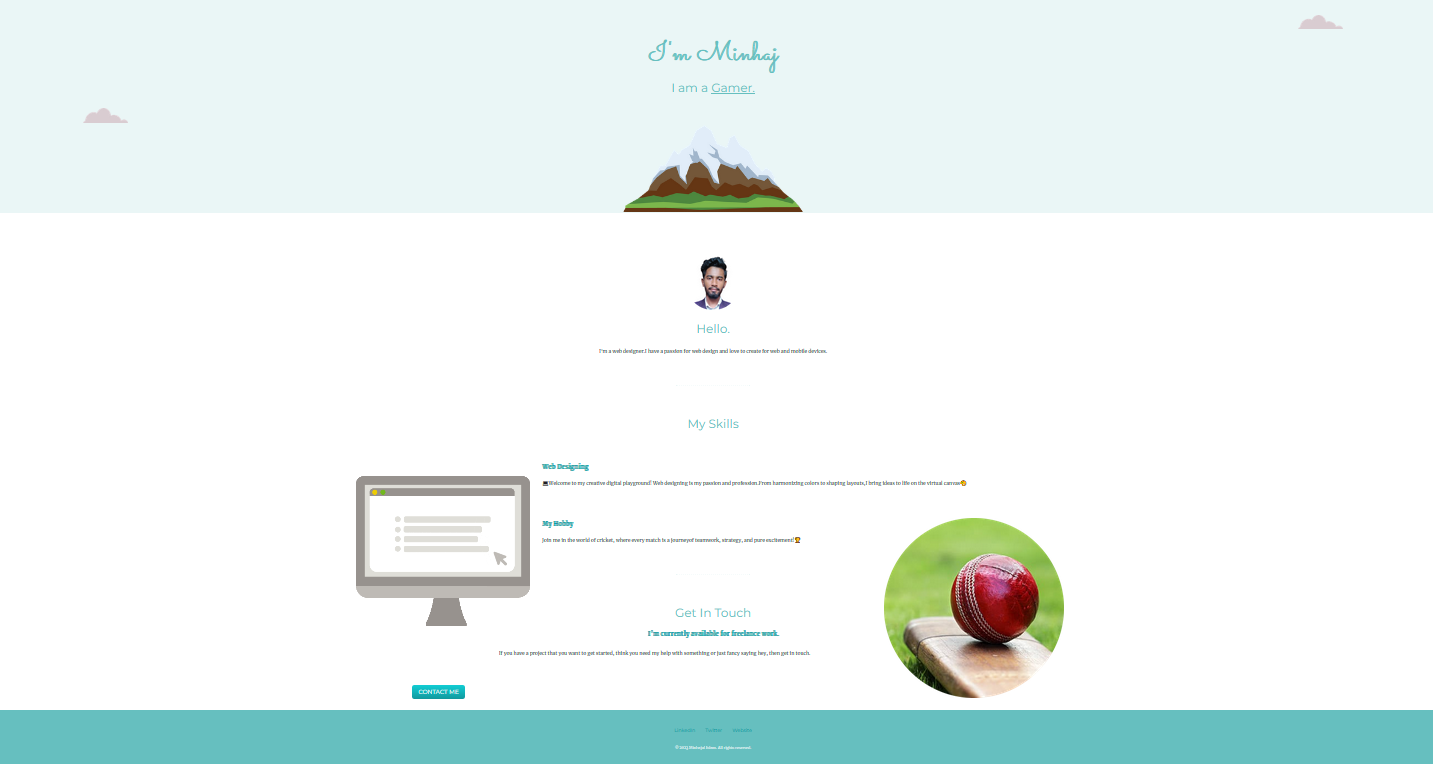 I'm Minhaj
I am a Gamer.
Hello.
I'm a web designer.I have a passion for web design and love to create for web and mobile devices.
My Skills
Web Designing
💻Welcome to my creative digital playground! Web designing is my passion and profession.From harmonizing colors to shaping layouts,I bring ideas to life on the virtual canvas🎨
My Hobby
Join me in the world of cricket, where every match is a journeyof teamwork, strategy, and pure excitement!🏆
Get In Touch
I'm currently available for freelance work.
If you have a project that you want to get started, think you need my help with something or just fancy saying hey, then get in touch.
CONTACT ME
LinkedIn Twitter Website
All rights reserved.